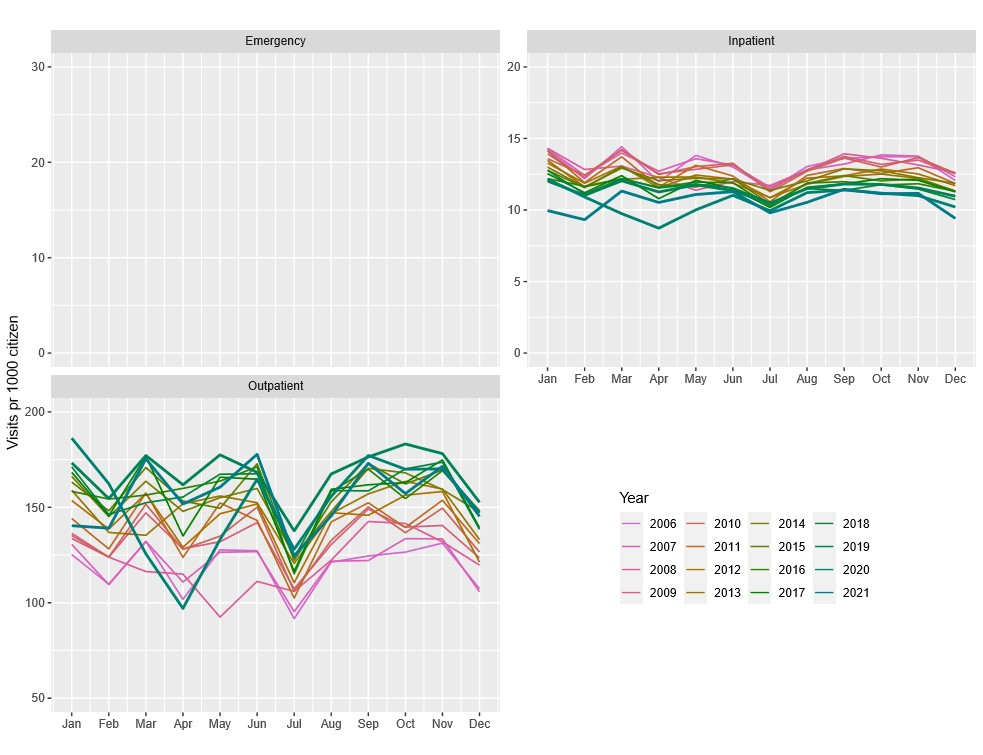 Emergency
Inpatient
30
20
10
0
20
15
10
5
0
Jan Feb Mar Apr May Jun Jul Aug Sep Oct Nov Dec
Visits pr 1000 citizen
Outpatient
200
150
100
50
Jan Feb Mar Apr May Jun Jul Aug Sep Oct Nov Dec
Year
2006 2010 2014 2018
2007 2011 2015 2019
2008 2012 2016 2020
2009 2013 2017 2021